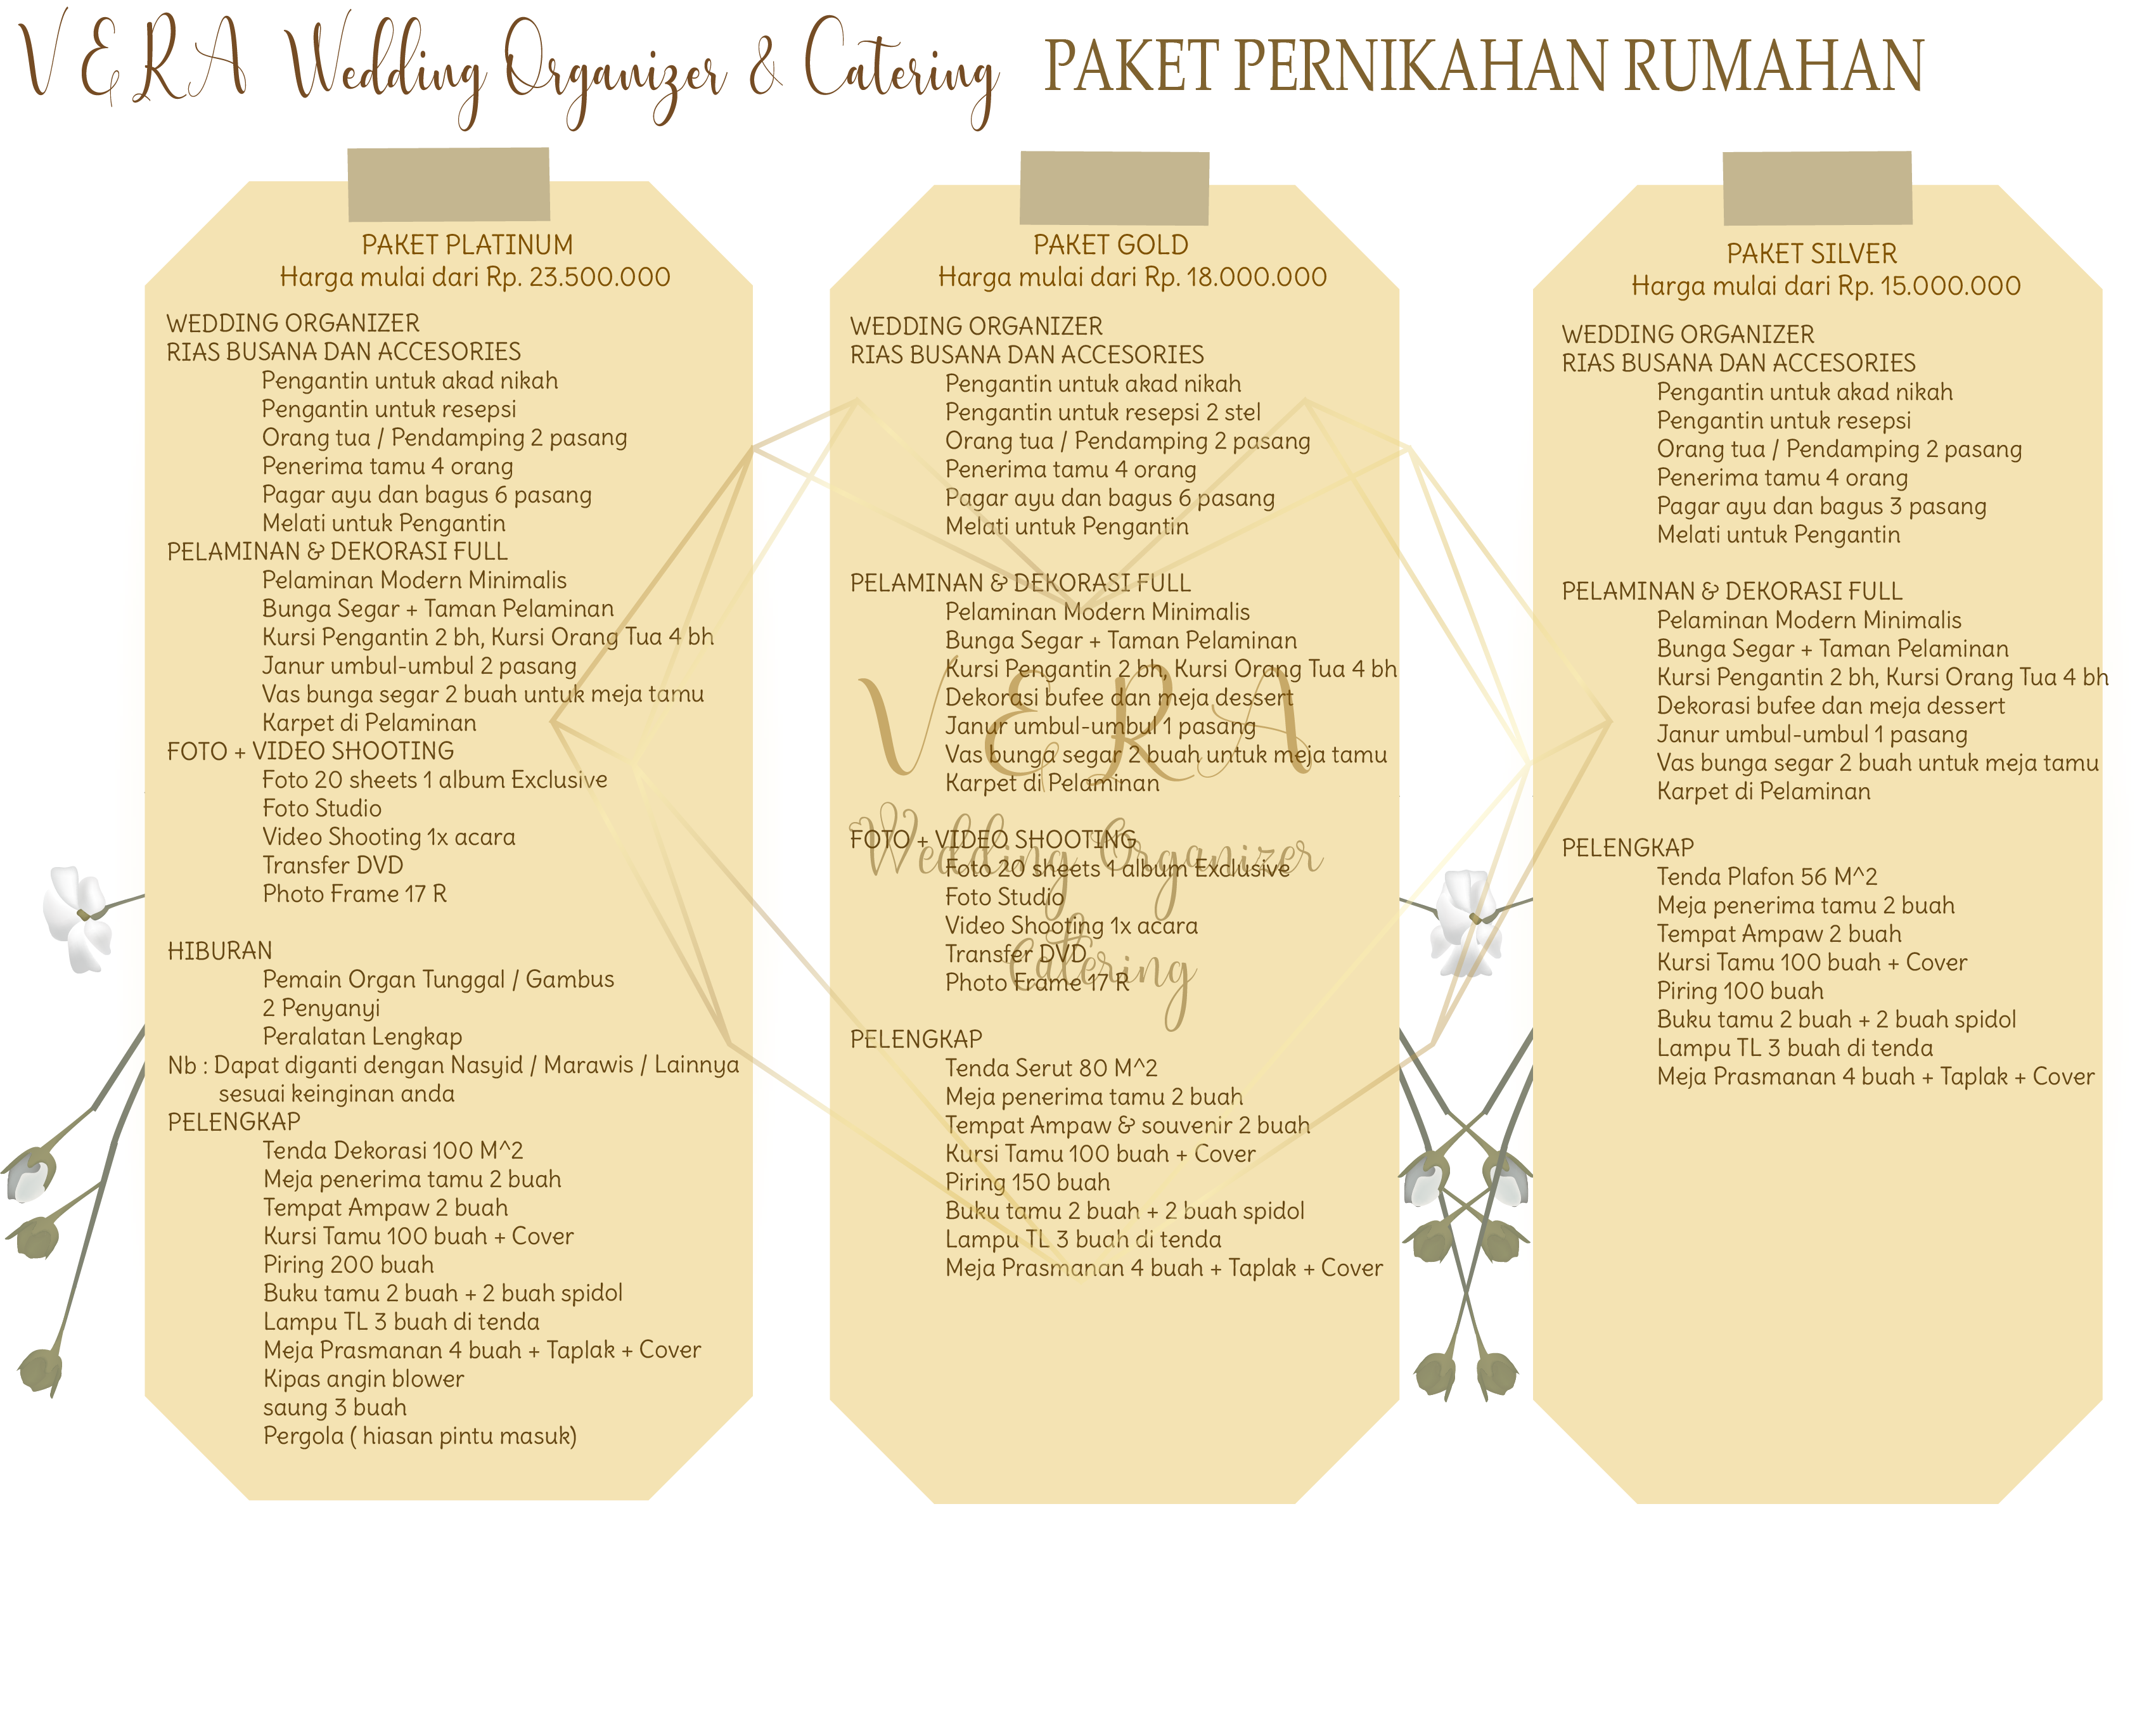 VERA Wedding Organizer & Catering PAKET PERNIKAHAN RUMAHAN
PAKET PLATINUM
Harga mulai dari Rp. 23.500.000
WEDDING ORGANIZER
RIAS BUSANA DAN ACCESORIES
Pengantin untuk akad nikah
Pengantin untuk resepsi
Orang tua / Pendamping 2 pasang
Penerima tamu 4 orang
Pagar ayu dan bagus 6 pasang
Melati untuk Pengantin
PELAMINAN & DEKORASI FULL
Pelaminan Modern Minimalis
Bunga Segar + Taman Pelaminan
Kursi Pengantin 2 bh, Kursi Orang Tua 4 bh
Janur umbul-umbul 2 pasang
Vas bunga segar 2 buah untuk meja tamu
Karpet di Pelaminan
FOTO + VIDEO SHOOTING
Foto 20 sheets 1 album Exclusive
Foto Studio
Video Shooting 1x acara
Transfer DVD
Photo Frame 17 R
HIBURAN
Pemain Organ Tunggal / Gambus
2 Penyanyi
Peralatan Lengkap
Nb : Dapat diganti dengan Nasyid / Marawis / Lainnya
sesuai keinginan anda
PELENGKAP
Tenda Dekorasi 100 M^2
Meja penerima tamu 2 buah
Tempat Ampaw 2 buah
Kursi Tamu 100 buah + Cover
Piring 200 buah
Buku tamu 2 buah + 2 buah spidol
Lampu TL 3 buah di tenda
Meja Prasmanan 4 buah + Taplak + Cover
Kipas angin blower
saung 3 buah
Pergola ( hiasan pintu masuk)
PAKET GOLD
Harga mulai dari Rp. 18.000.000
WEDDING ORGANIZER
RIAS BUSANA DAN ACCESORIES
Pengantin untuk akad nikah
Pengantin untuk resepsi 2 stel
Orang tua / Pendamping 2 pasang
Penerima tamu 4 orang
Pagar ayu dan bagus 6 pasang
Melati untuk Pengantin
PELAMINAN & DEKORASI FULL
Pelaminan Modern Minimalis
Bunga Segar + Taman Pelaminan
Kursi Pengantin 2 bh, Kursi Orang Tua 4 bh
Dekorasi bufee dan meja dessert
Janur umbul-umbul 1 pasang
Vas bunga segar 2 buah untuk meja tamu
Karpet di Pelaminan
FOTO + VIDEO SHOOTING
Foto 20 sheets 1 album Exclusive
Foto Studio
Video Shooting 1x acara
Transfer DVD
Photo Frame 17 R
PELENGKAP
Tenda Serut 80 M^2
Meja penerima tamu 2 buah
Tempat Ampaw & souvenir 2 buah
Kursi Tamu 100 buah + Cover
Piring 150 buah
Buku tamu 2 buah + 2 buah spidol
Lampu TL 3 buah di tenda
Meja Prasmanan 4 buah + Taplak + Cover
VERA
Wedding Organizer
Catering
PAKET SILVER
Harga mulai dari Rp. 15.000.000
WEDDING ORGANIZER
RIAS BUSANA DAN ACCESORIES
Pengantin untuk akad nikah
Pengantin untuk resepsi
Orang tua / Pendamping 2 pasang
Penerima tamu 4 orang
Pagar ayu dan bagus 3 pasang
Melati untuk Pengantin
PELAMINAN & DEKORASI FULL
Pelaminan Modern Minimalis
Bunga Segar + Taman Pelaminan
Kursi Pengantin 2 bh, Kursi Orang Tua 4 bh
Dekorasi bufee dan meja dessert
Janur umbul-umbul 1 pasang
Vas bunga segar 2 buah untuk meja tamu
Karpet di Pelaminan
PELENGKAP
Tenda Plafon 56 M^2
Meja penerima tamu 2 buah
Tempat Ampaw 2 buah
Kursi Tamu 100 buah + Cover
Piring 100 buah
Buku tamu 2 buah + 2 buah spidol
Lampu TL 3 buah di tenda
Meja Prasmanan 4 buah + Taplak + Cover